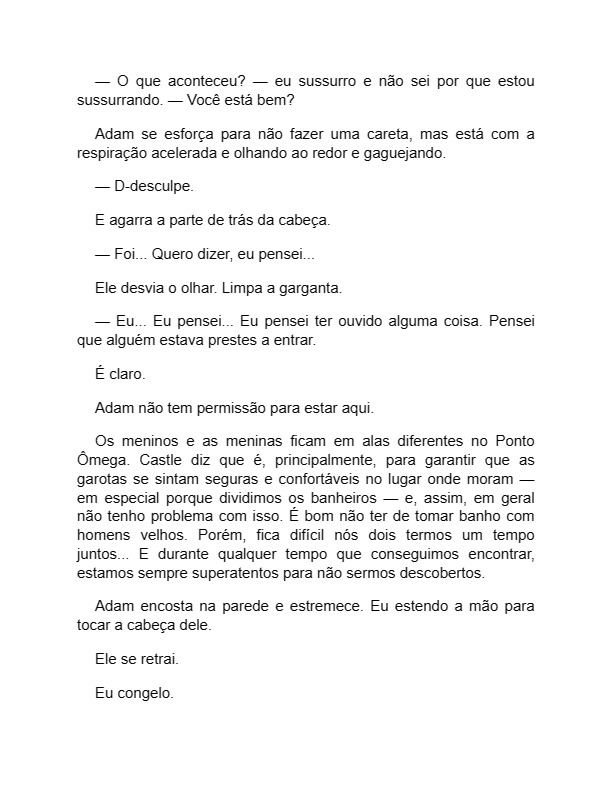 — O que aconteceu? — eu sussurro e não sei por que estou
sussurrando. — Você está bem?
Adam se esforça para não fazer uma careta, mas está com a
respiração acelerada e olhando ao redor e gaguejando.
— D-desculpe.
E agarra a parte de trás da cabeça.
— Foi... Quero dizer, eu pensei...
Ele desvia o olhar. Limpa a garganta.
— Eu... Eu pensei... Eu pensei ter ouvido alguma coisa. Pensei
que alguém estava prestes a entrar.
É claro.
Adam não tem permissão para estar aqui.
Os meninos e as meninas ficam em alas diferentes no Ponto
Ômega. Castle diz que é, principalmente, para garantir que as
garotas se sintam seguras e confortáveis no lugar onde moram —
em especial porque dividimos os banheiros — e, assim, em geral
não tenho problema com isso. É bom não ter de tomar banho com
homens velhos. Porém, fica difícil nós dois termos um tempo
juntos... E durante qualquer tempo que conseguimos encontrar,
estamos sempre superatentos para não sermos descobertos.
Adam encosta na parede e estremece. Eu estendo a mão para
tocar a cabeça dele.
Ele se retrai.
Eu congelo.